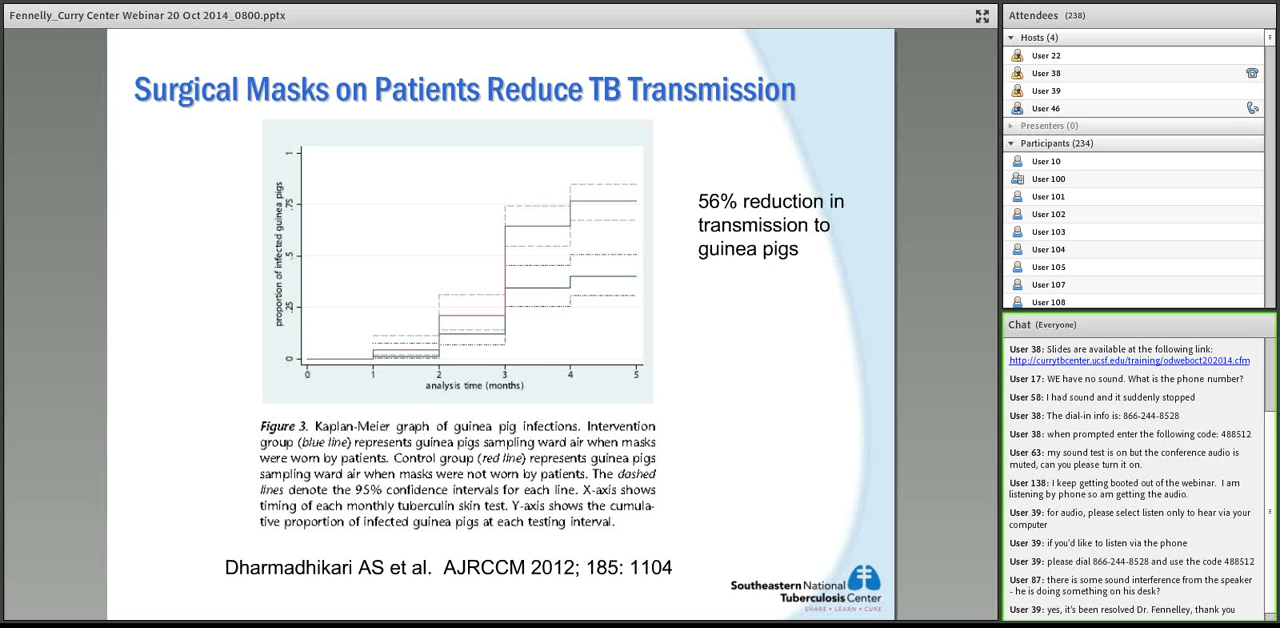 Fennelly_Curry Center Webinar 20 Oct 2014_0800.pptx
Surgical Masks on Patients Reduce TB Transmission
proportion of infected guinea pigs
1
.75
.5
.25
0
0 1 2 3 4 5
analysis time (months)
56% reduction in
transmission to
guinea pigs
Figure 3. Kaplan-Meier graph of guinea pig infections. Intervention
group (blue line) represents guinea pigs sampling ward air when masks
were worn by patients. Control group (red line) represents guinea pigs
sampling ward air when masks were not worn by patients. The dashed
lines denote the 95% confidence intervals for each line. X-axis shows
timing of each monthly tuberculin skin test. Y-axis shows the cumula-
tive proportion of infected guinea pigs at each testing interval.
Dharmadhikari AS et al. AJRCCM 2012; 185: 1104
Southeastern National
Tuberculosis Center
SHARE • LEARN • CURE
Attendees (238)
Hosts (4)
User 22
User 38
User 39
User 46
Presenters (0)
Participants (234)
User 10
User 100
User 101
User 102
User 103
User 104
User 105
User 107
User 108
Chat (Everyone)
User 38: Slides are available at the following link:
http://currytbcenter.ucsf.edu/training/odweboct202014.cfm
User 17: WE have no sound. What is the phone number?
User 58: I had sound and it suddenly stopped
User 38: The dial-in info is: 866-244-8528
User 38: when prompted enter the following code: 488512
User 63: my sound test is on but the conference audio is
muted, can you please turn it on.
User 138: I keep getting booted out of the webinar. I am
listening by phone so am getting the audio.
User 39: for audio, please select listen only to hear via your
computer
User 39: if you'd like to listen via the phone
User 39: please dial 866-244-8528 and use the code 488512
User 87: there is some sound interference from the speaker
- he is doing something on his desk?
User 39: yes, it's been resolved Dr. Fennelley, thank you